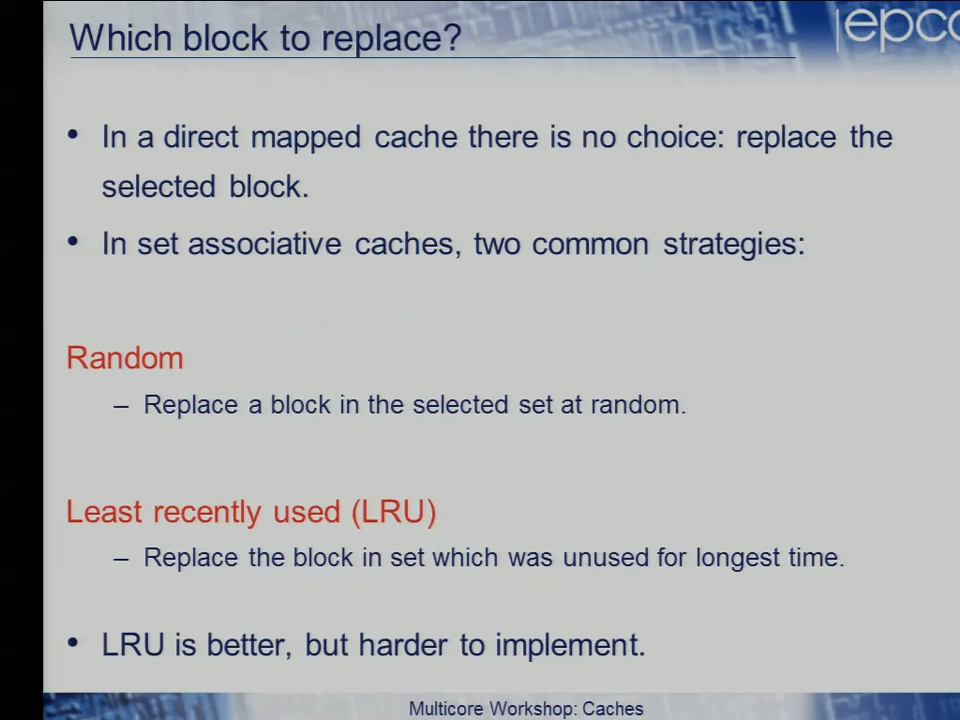 Which block to replace?
• In a direct mapped cache there is no choice: replace the
selected block.
• In set associative caches, two common strategies:
Random
– Replace a block in the selected set at random.
Least recently used (LRU)
– Replace the block in set which was unused for longest time.
• LRU is better, but harder to implement.
Multicore Workshop: Caches